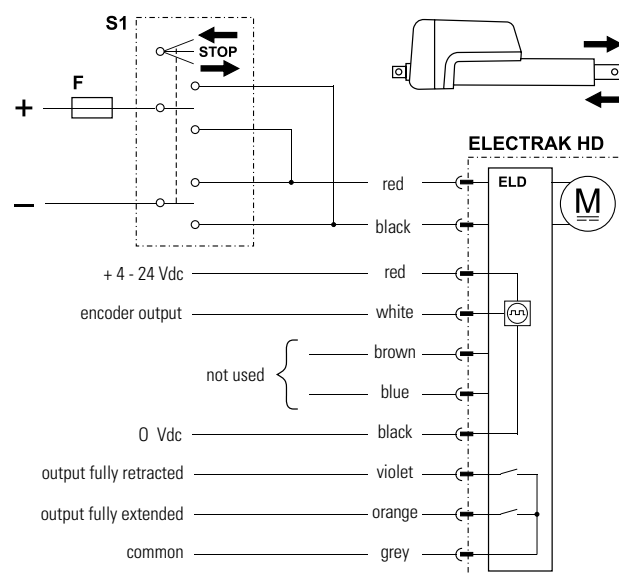 S1
STOP
F
+
–
ELECTRAK HD
red
ELD
M
black
+ 4 - 24 Vdc
red
encoder output
white
not used
brown
blue
0 Vdc
black
output fully retracted
violet
output fully extended
orange
common
grey